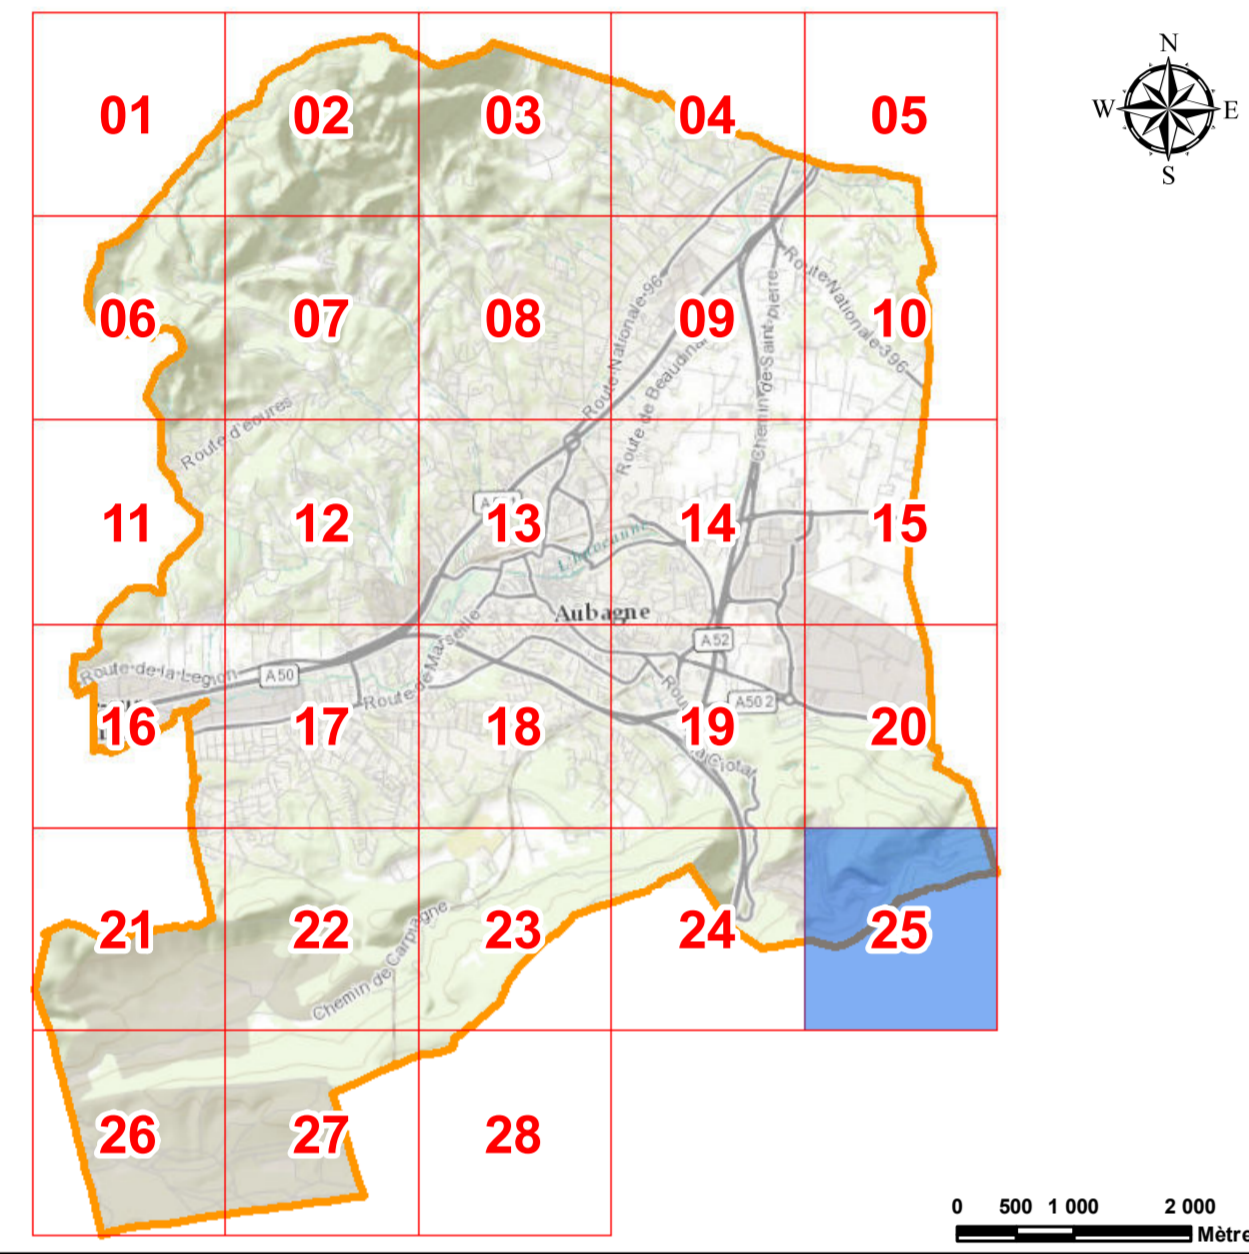 N
W E
S
01 02 03 04 05
06 07 08 09 10
Route-Nationale-96
Route de
Chemin-de-Saint-pierre
Route-Nationale-396
Route d'eoures
11 12 13 14 15
L'huveaune
Aubagne
Route-de-la-Legion
A50
Route-de Marseille
A52
A50 2
16 17 18 19 20
la Ciotat
21 22 23 24 25
Chemin de Carpiagne
26 27 28
0 500 1 000 2 000
Mètre